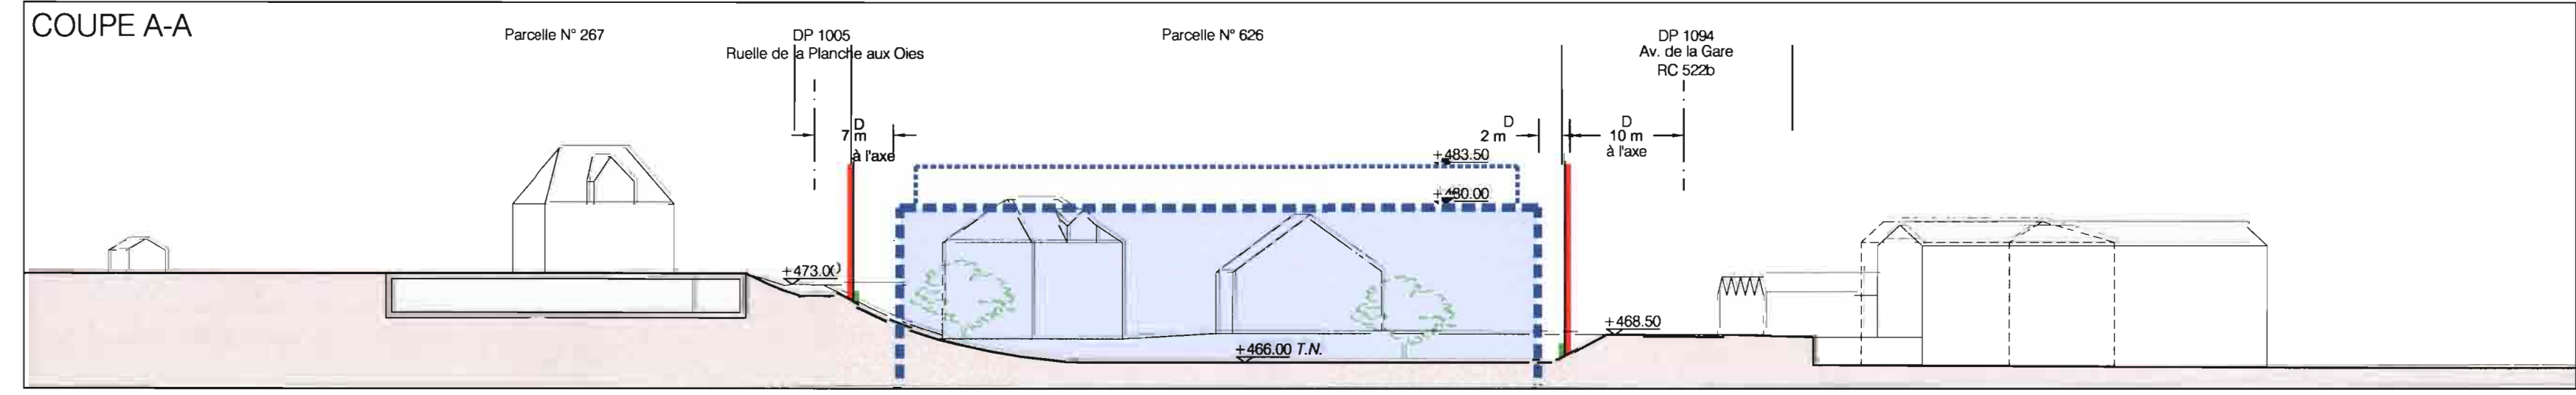 COUPE A-A
Parcelle N° 267
DP 1005
Ruelle de la Planche aux Oies
Parcelle N° 626
DP 1094
Av. de la Gare
RC 522b
D
7 m
à l'axe
D
2 m
D
10 m
à l'axe
+483.50
+480.00
+473.00
+468.50
+466.00 T.N.